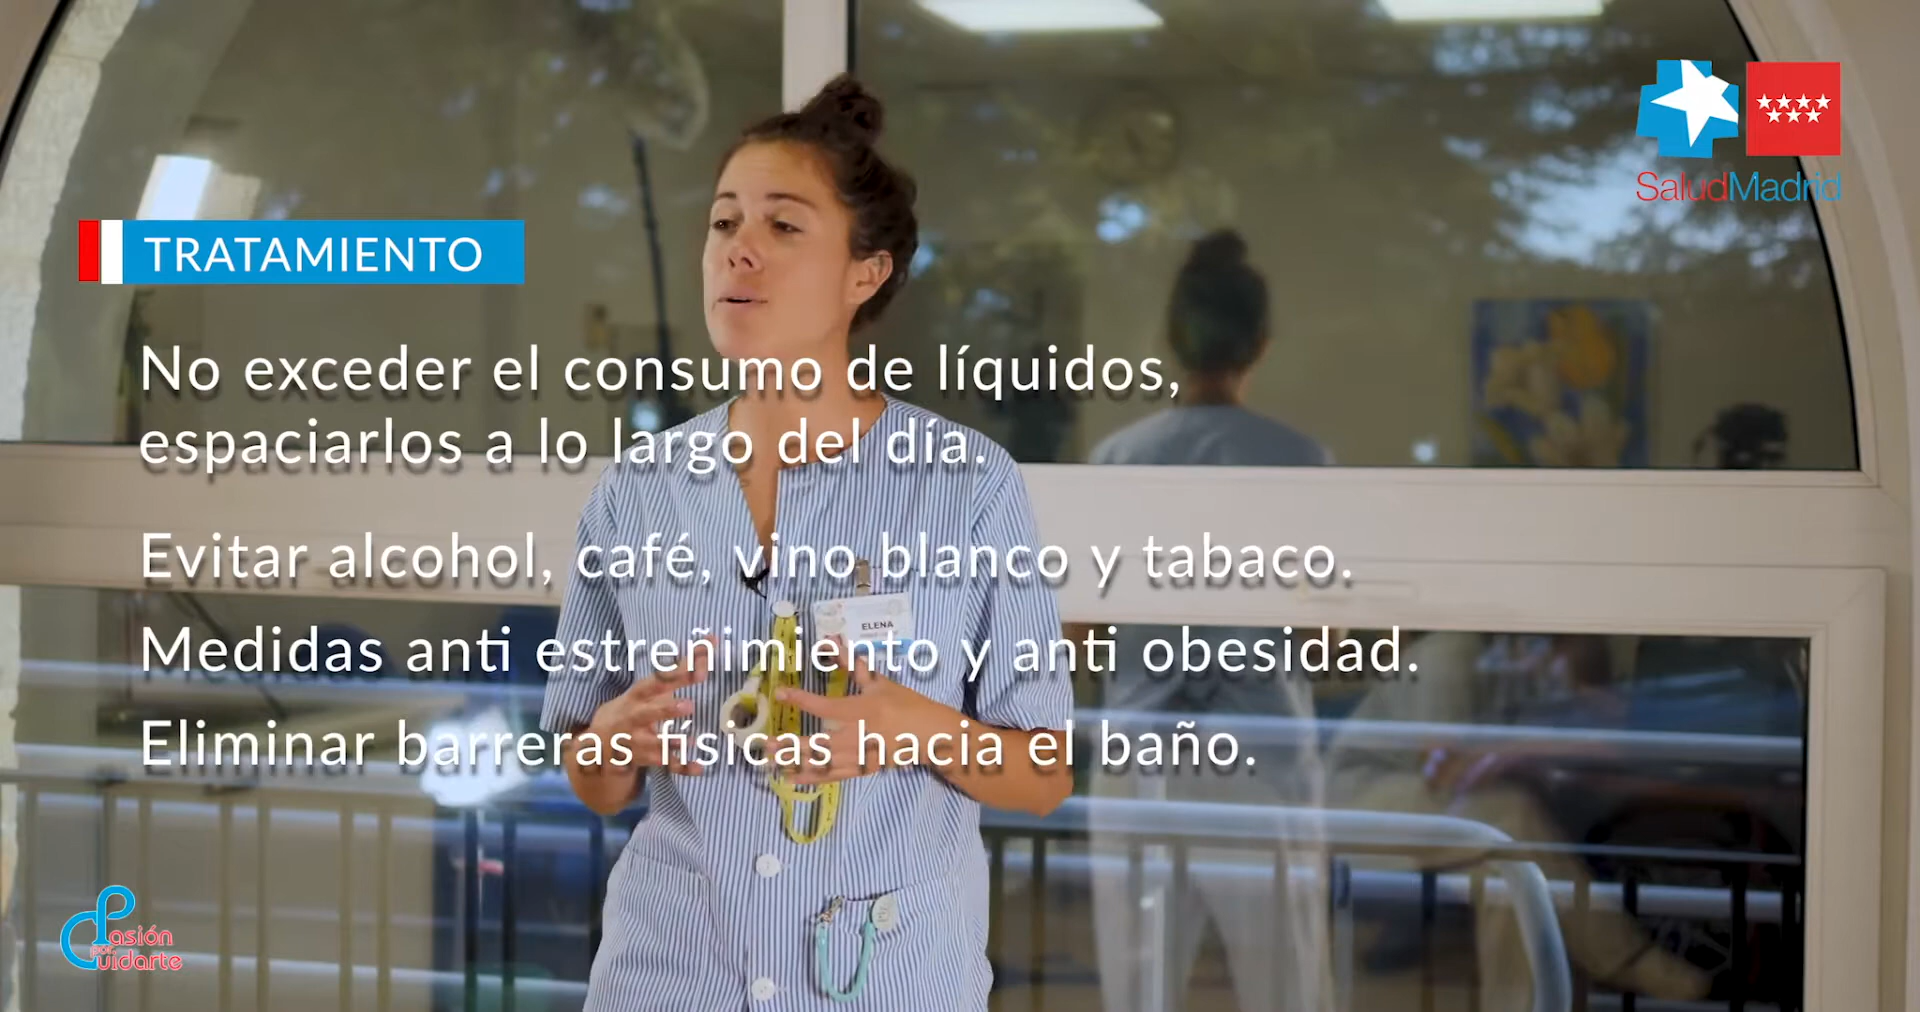 SaludMadrid
TRATAMIENTO
No exceder el consumo de líquidos,
espaciarlos a lo largo del día.
Evitar alcohol, café, vino blanco y tabaco.
ELENA
Medidas anti estreñimiento y anti obesidad.
Eliminar barreras físicas hacia el baño.
Pasión
por
Cuidarte